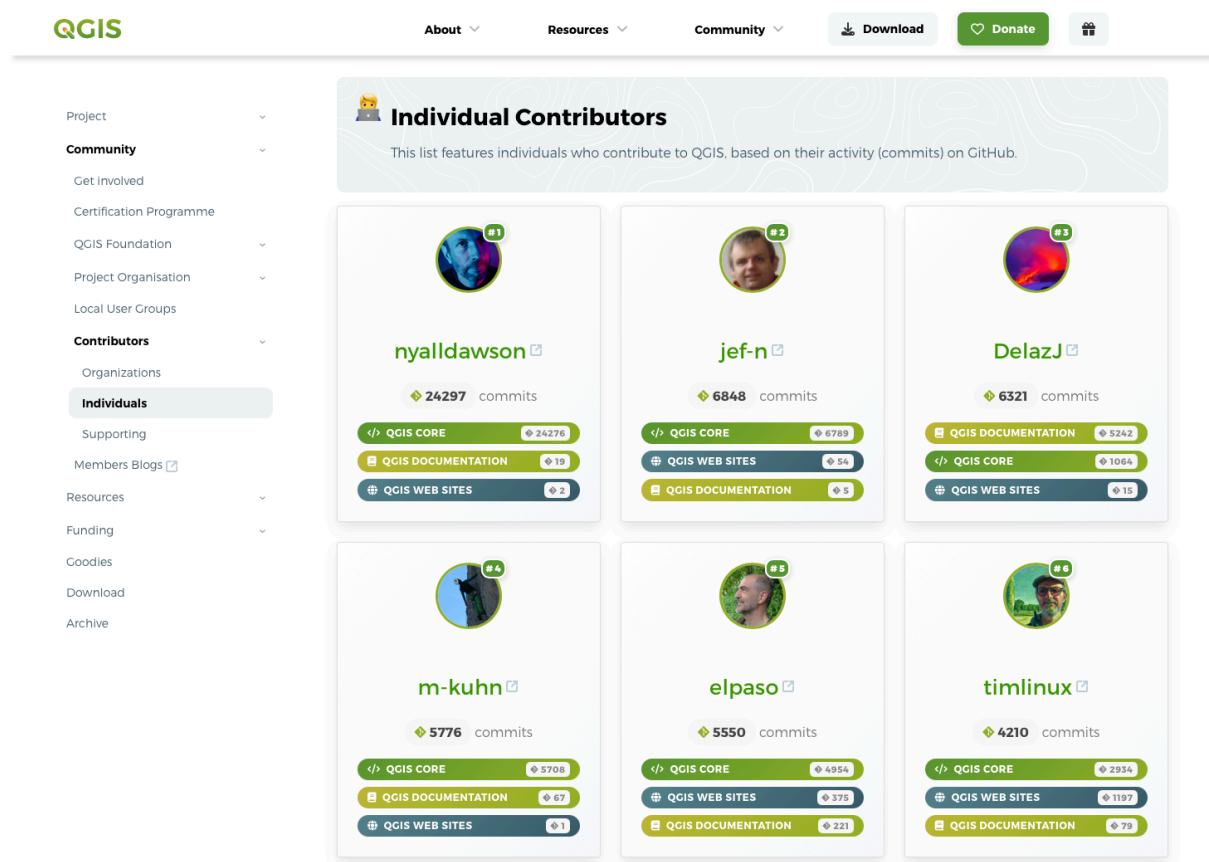 QGIS
About
Resources
Community
Download
Donate
Project
Community
Get involved
Certification Programme
QGIS Foundation
Project Organisation
Local User Groups
Contributors
Organizations
Individuals
Supporting
Members Blogs
Resources
Funding
Goodies
Download
Archive
Individual Contributors
This list features individuals who contribute to QGIS, based on their activity (commits) on GitHub.
#1
nyalldawson
24297 commits
QGIS CORE 24276
QGIS DOCUMENTATION 19
QGIS WEB SITES 2
#2
jef-n
6848 commits
QGIS CORE 6789
QGIS WEB SITES 54
QGIS DOCUMENTATION 5
#3
DelazJ
6321 commits
QGIS DOCUMENTATION 5242
QGIS CORE 1064
QGIS WEB SITES 15
#4
m-kuhn
5776 commits
QGIS CORE 5708
QGIS DOCUMENTATION 67
QGIS WEB SITES 1
#5
elpaso
5550 commits
QGIS CORE 4954
QGIS WEB SITES 375
QGIS DOCUMENTATION 221
#6
timlinux
4210 commits
QGIS CORE 2934
QGIS WEB SITES 1197
QGIS DOCUMENTATION 79